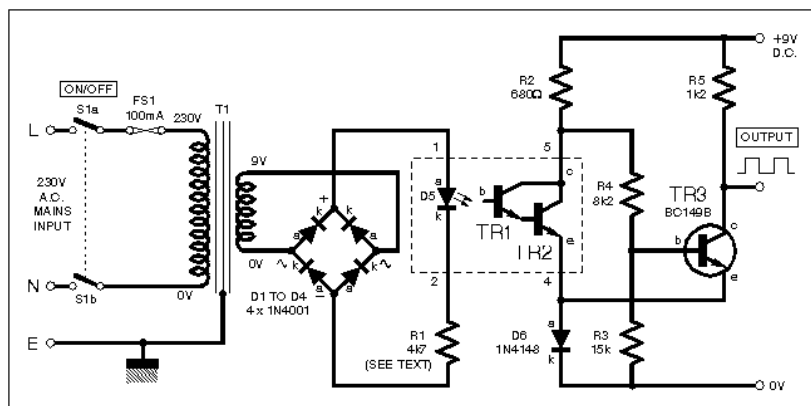 ON/OFF
S1a
FS1
100mA
230V
T1
L
230V
A.C.
MAINS
INPUT
N
S1b
0V
E
9V
0V
+
k
k
a
a
k
k
a
a
~
~
−
D1 TO D4
4 x 1N4001
1
a
D5
k
2
R1
4k7
(SEE TEXT)
5
c
b
TR1
TR2
e
4
R2
680Ω
R4
8k2
a
D6
1N4148
k
R3
15k
+9V
D.C.
R5
1k2
OUTPUT
TR3
BC149B
c
b
e
0V